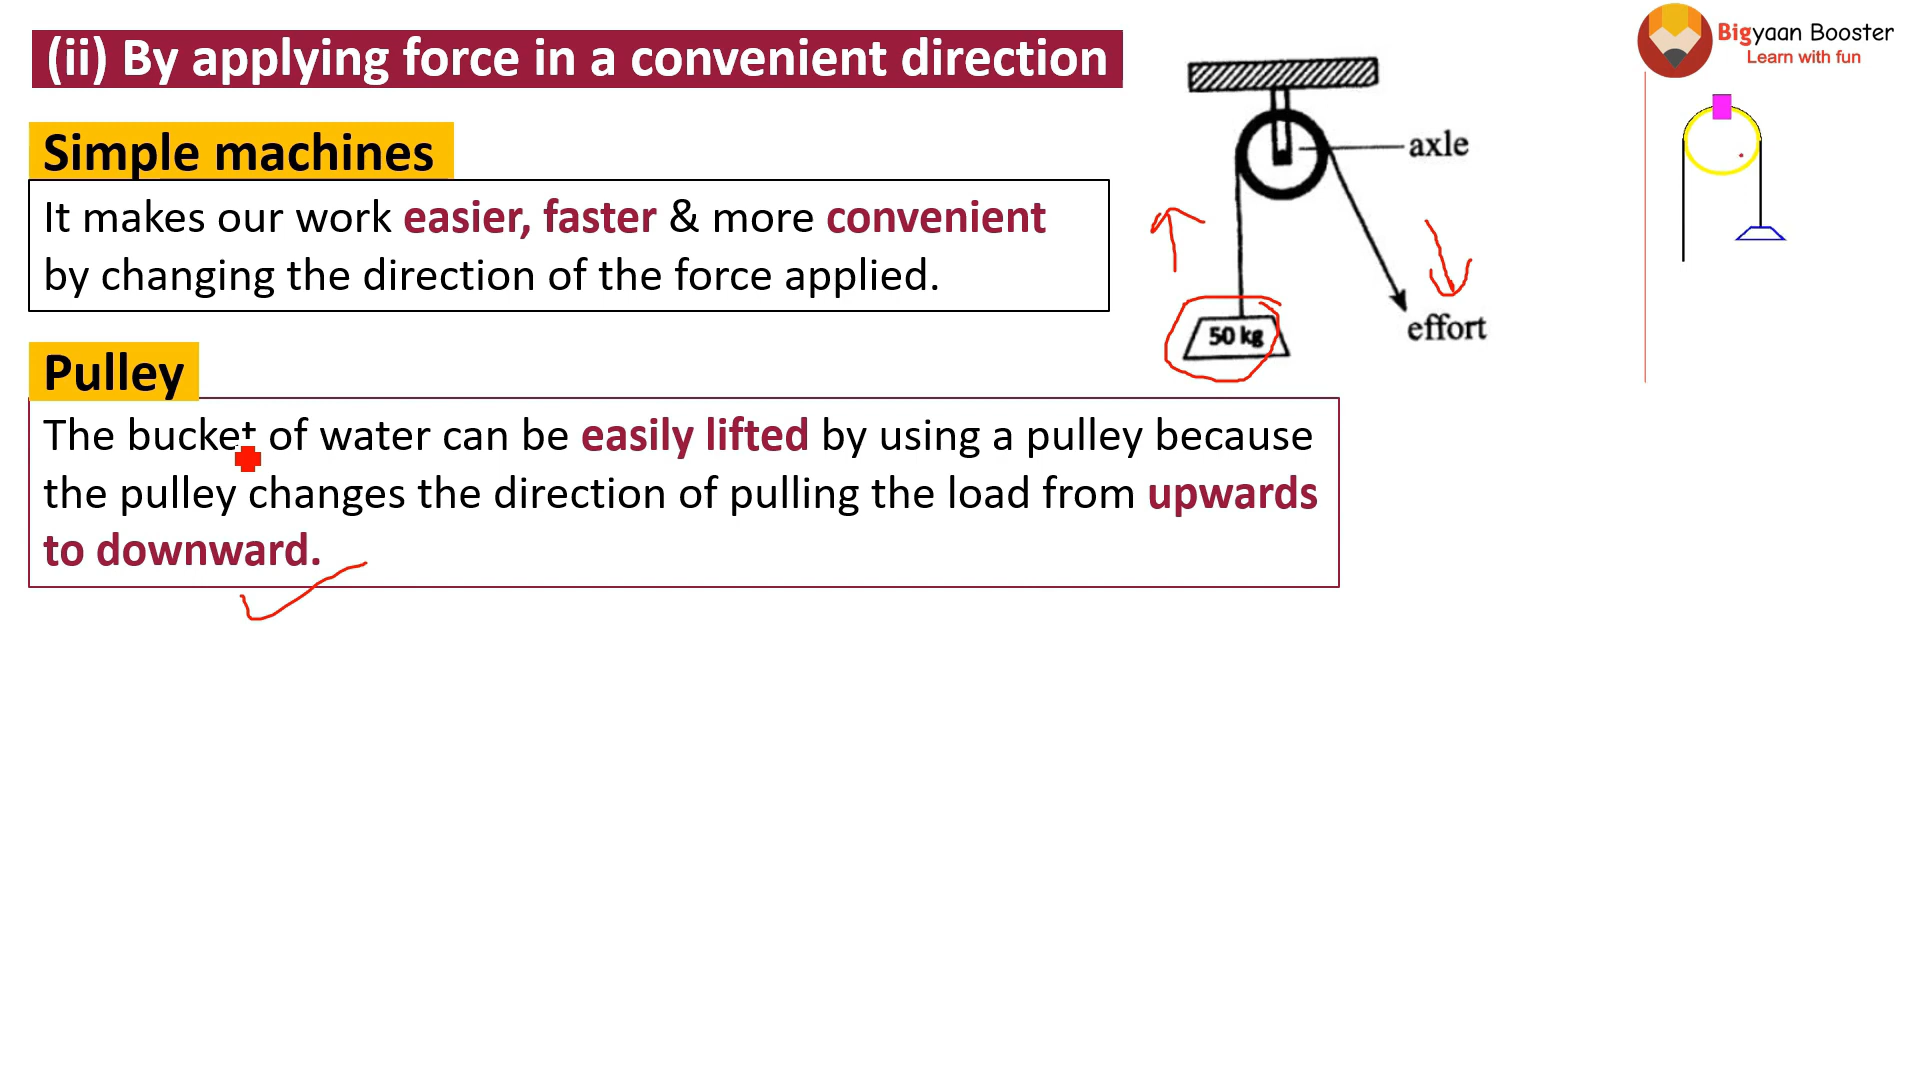 (ii) By applying force in a convenient direction
Bigyaan Booster
Learn with fun
Simple machines
It makes our work easier, faster & more convenient
by changing the direction of the force applied.
axle
effort
50 kg
Pulley
The bucket of water can be easily lifted by using a pulley because
the pulley changes the direction of pulling the load from upwards
to downward.